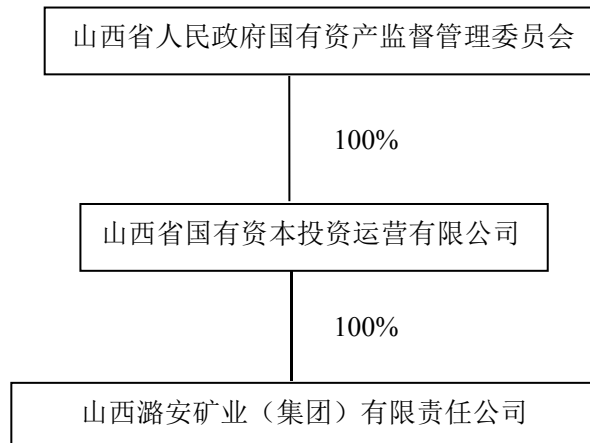 山西省人民政府国有资产监督管理委员会
100%
山西省国有资本投资运营有限公司
100%
山西潞安矿业（集团）有限责任公司